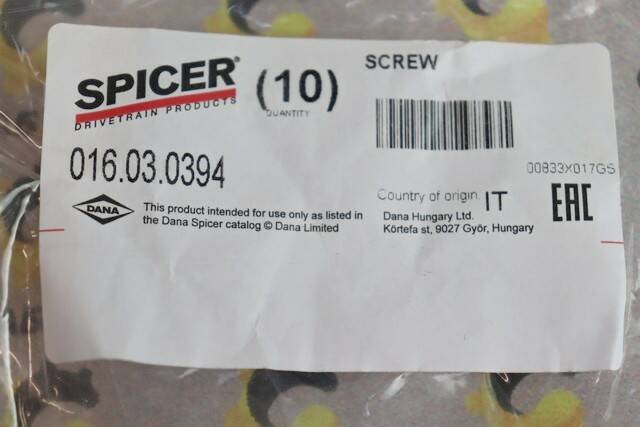 SPICER®
DRIVETRAIN PRODUCTS
(10)
QUANTITY
SCREW
016.03.0394
00833X017GS
DANA
This product intended for use only as listed in
the Dana Spicer catalog © Dana Limited
Country of origin IT
Dana Hungary Ltd.
Körtefa st, 9027 Györ, Hungary
EAC